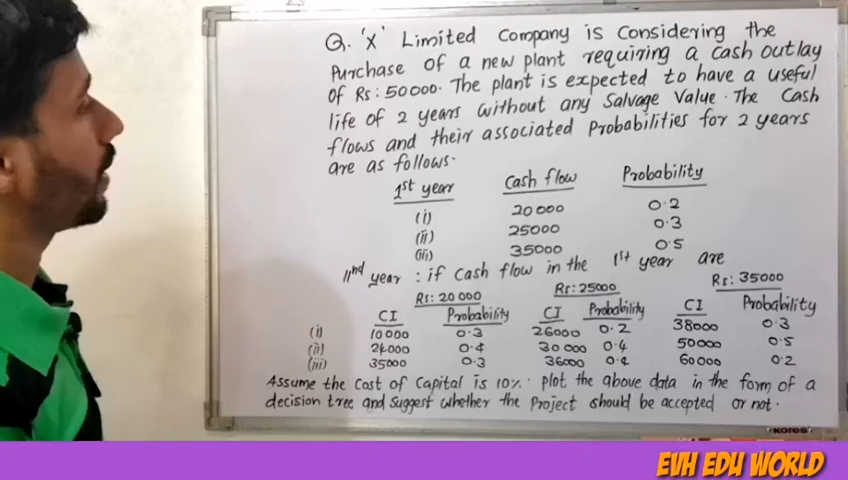 Q. 'X' Limited Company is Considering the
Purchase of a new plant requiring a cash outlay
of Rs: 50000. The plant is expected to have a useful
life of 2 years without any Salvage Value. The Cash
flows and their associated Probabilities for 2 years
are as follows.
1st year Cash flow Probability
(i) 20000 0.2
(ii) 25000 0.3
(iii) 35000 0.5
IInd year : if Cash flow in the 1st year are
Rs: 20000 Rs: 25000 Rs: 35000
CI Probability CI Probability CI Probability
(i) 10000 0.3 26000 0.2 38000 0.3
(ii) 24000 0.4 30000 0.4 50000 0.5
(iii) 35000 0.3 36000 0.4 60000 0.2
Assume the Cost of Capital is 10%. Plot the above data in the form of a
decision tree and suggest whether the Project should be accepted or not.
KORES
EVH EDU WORLD